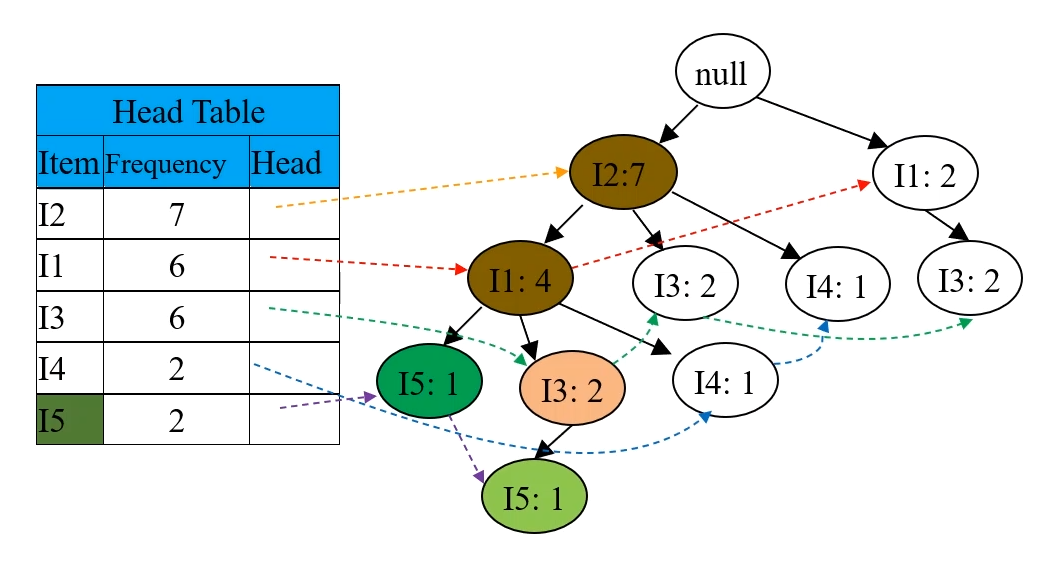 Head Table
Item Frequency Head
I2 7
I1 6
I3 6
I4 2
I5 2
null
I2:7
I1: 2
I1: 4
I3: 2
I4: 1
I3: 2
I5: 1
I3: 2
I4: 1
I5: 1